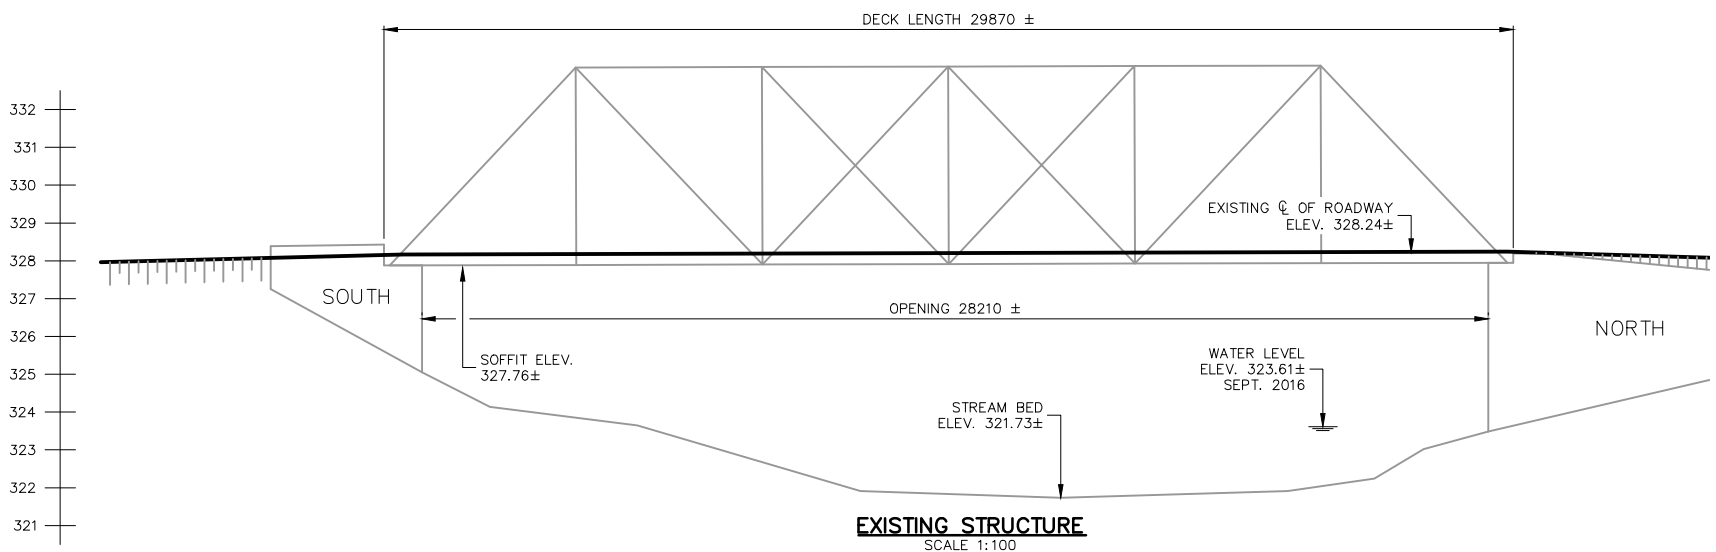 DECK LENGTH 29870 ±
332
331
330
329
328
327
326
325
324
323
322
321
EXISTING ℄ OF ROADWAY
ELEV. 328.24±
SOUTH
OPENING 28210 ±
NORTH
SOFFIT ELEV.
327.76±
WATER LEVEL
ELEV. 323.61±
SEPT. 2016
STREAM BED
ELEV. 321.73±
EXISTING STRUCTURE
SCALE 1:100